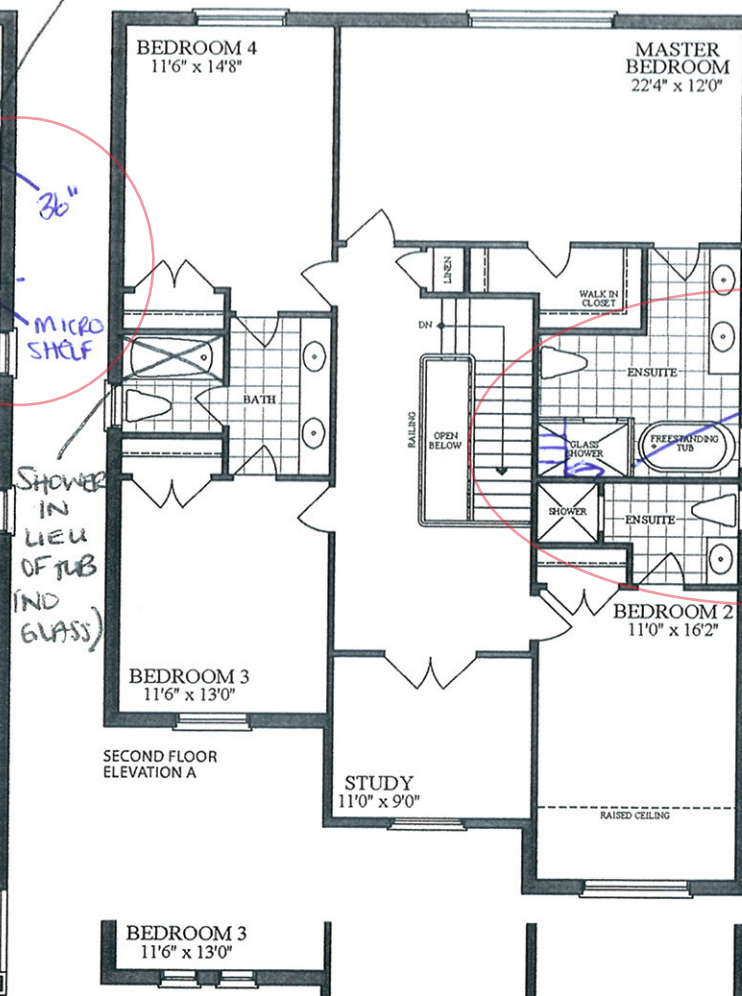 BEDROOM 4
11'6" x 14'8"
MASTER
BEDROOM
22'4" x 12'0"
36"
LINEN
WALK IN
CLOSET
MICRO
SHELF
DN
ENSUITE
BATH
RAILING
OPEN
BELOW
GLASS
SHOWER
FREESTANDING
TUB
SHOWER
IN
LIEU
OF TUB
(NO
GLASS)
SHOWER
ENSUITE
BEDROOM 2
11'0" x 16'2"
BEDROOM 3
11'6" x 13'0"
SECOND FLOOR
ELEVATION A
STUDY
11'0" x 9'0"
RAISED CEILING
BEDROOM 3
11'6" x 13'0"